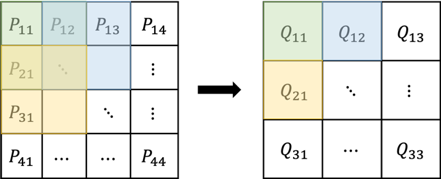 P₁₁ P₁₂ P₁₃ P₁₄ Q₁₁ Q₁₂ Q₁₃
P₂₁ ⋱ ⋮ Q₂₁ ⋱ ⋮
P₃₁ ⋱ ⋮ Q₃₁ ... Q₃₃
P₄₁ ... ... P₄₄